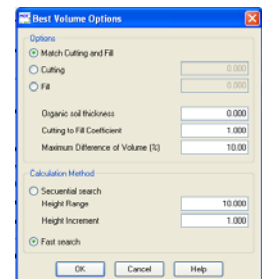 Best Volume Options
Options
Match Cutting and Fill
Cutting 0.000
Fill 0.000
Organic soil thickness 0.000
Cutting to Fill Coefficient 1.000
Maximum Difference of Volume (%) 10.00
Calculation Method
Secuential search
Height Range 10.000
Height Increment 1.000
Fast search
OK Cancel Help